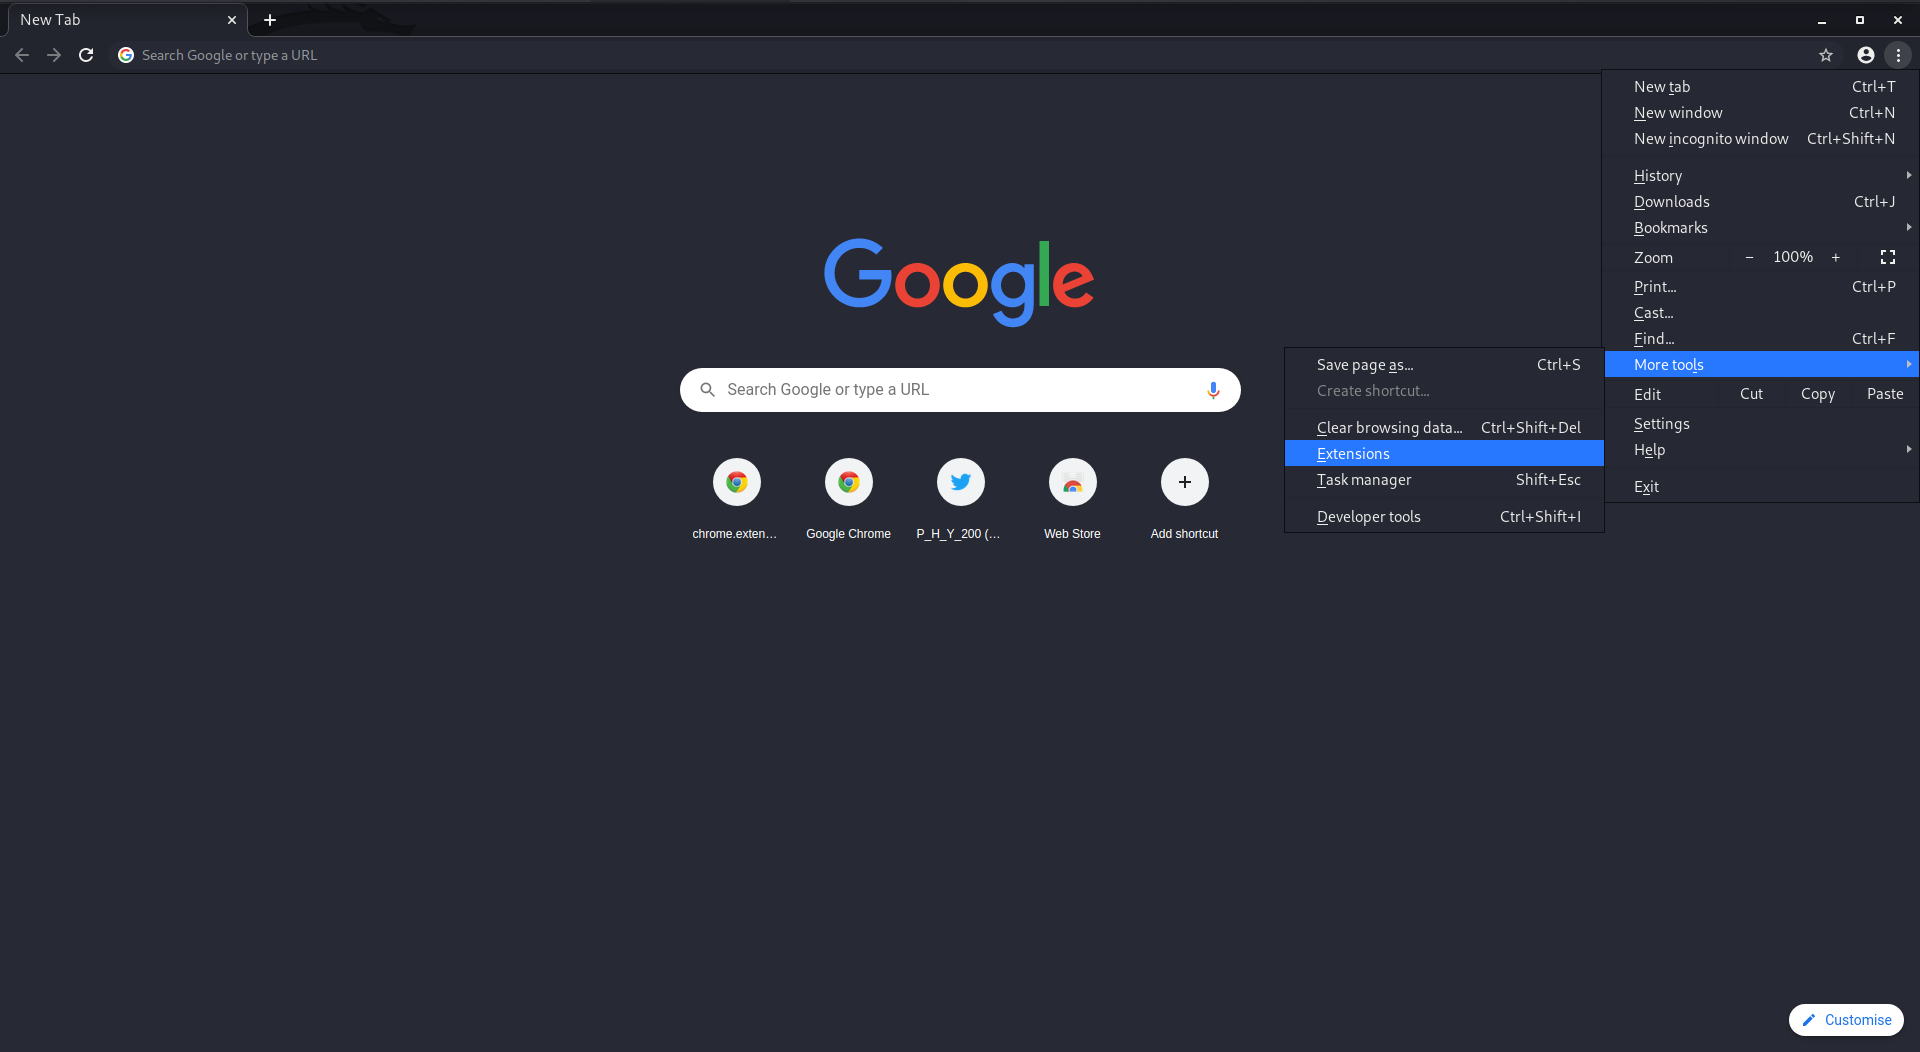 New Tab
Search Google or type a URL
New tab Ctrl+T
New window Ctrl+N
New incognito window Ctrl+Shift+N
History
Downloads Ctrl+J
Bookmarks
Zoom − 100% +
Print... Ctrl+P
Cast...
Find... Ctrl+F
More tools
Edit Cut Copy Paste
Settings
Help
Exit
Save page as... Ctrl+S
Create shortcut...
Clear browsing data... Ctrl+Shift+Del
Extensions
Task manager Shift+Esc
Developer tools Ctrl+Shift+I
Google
Search Google or type a URL
chrome.exten... Google Chrome P_H_Y_200 (... Web Store Add shortcut
Customise